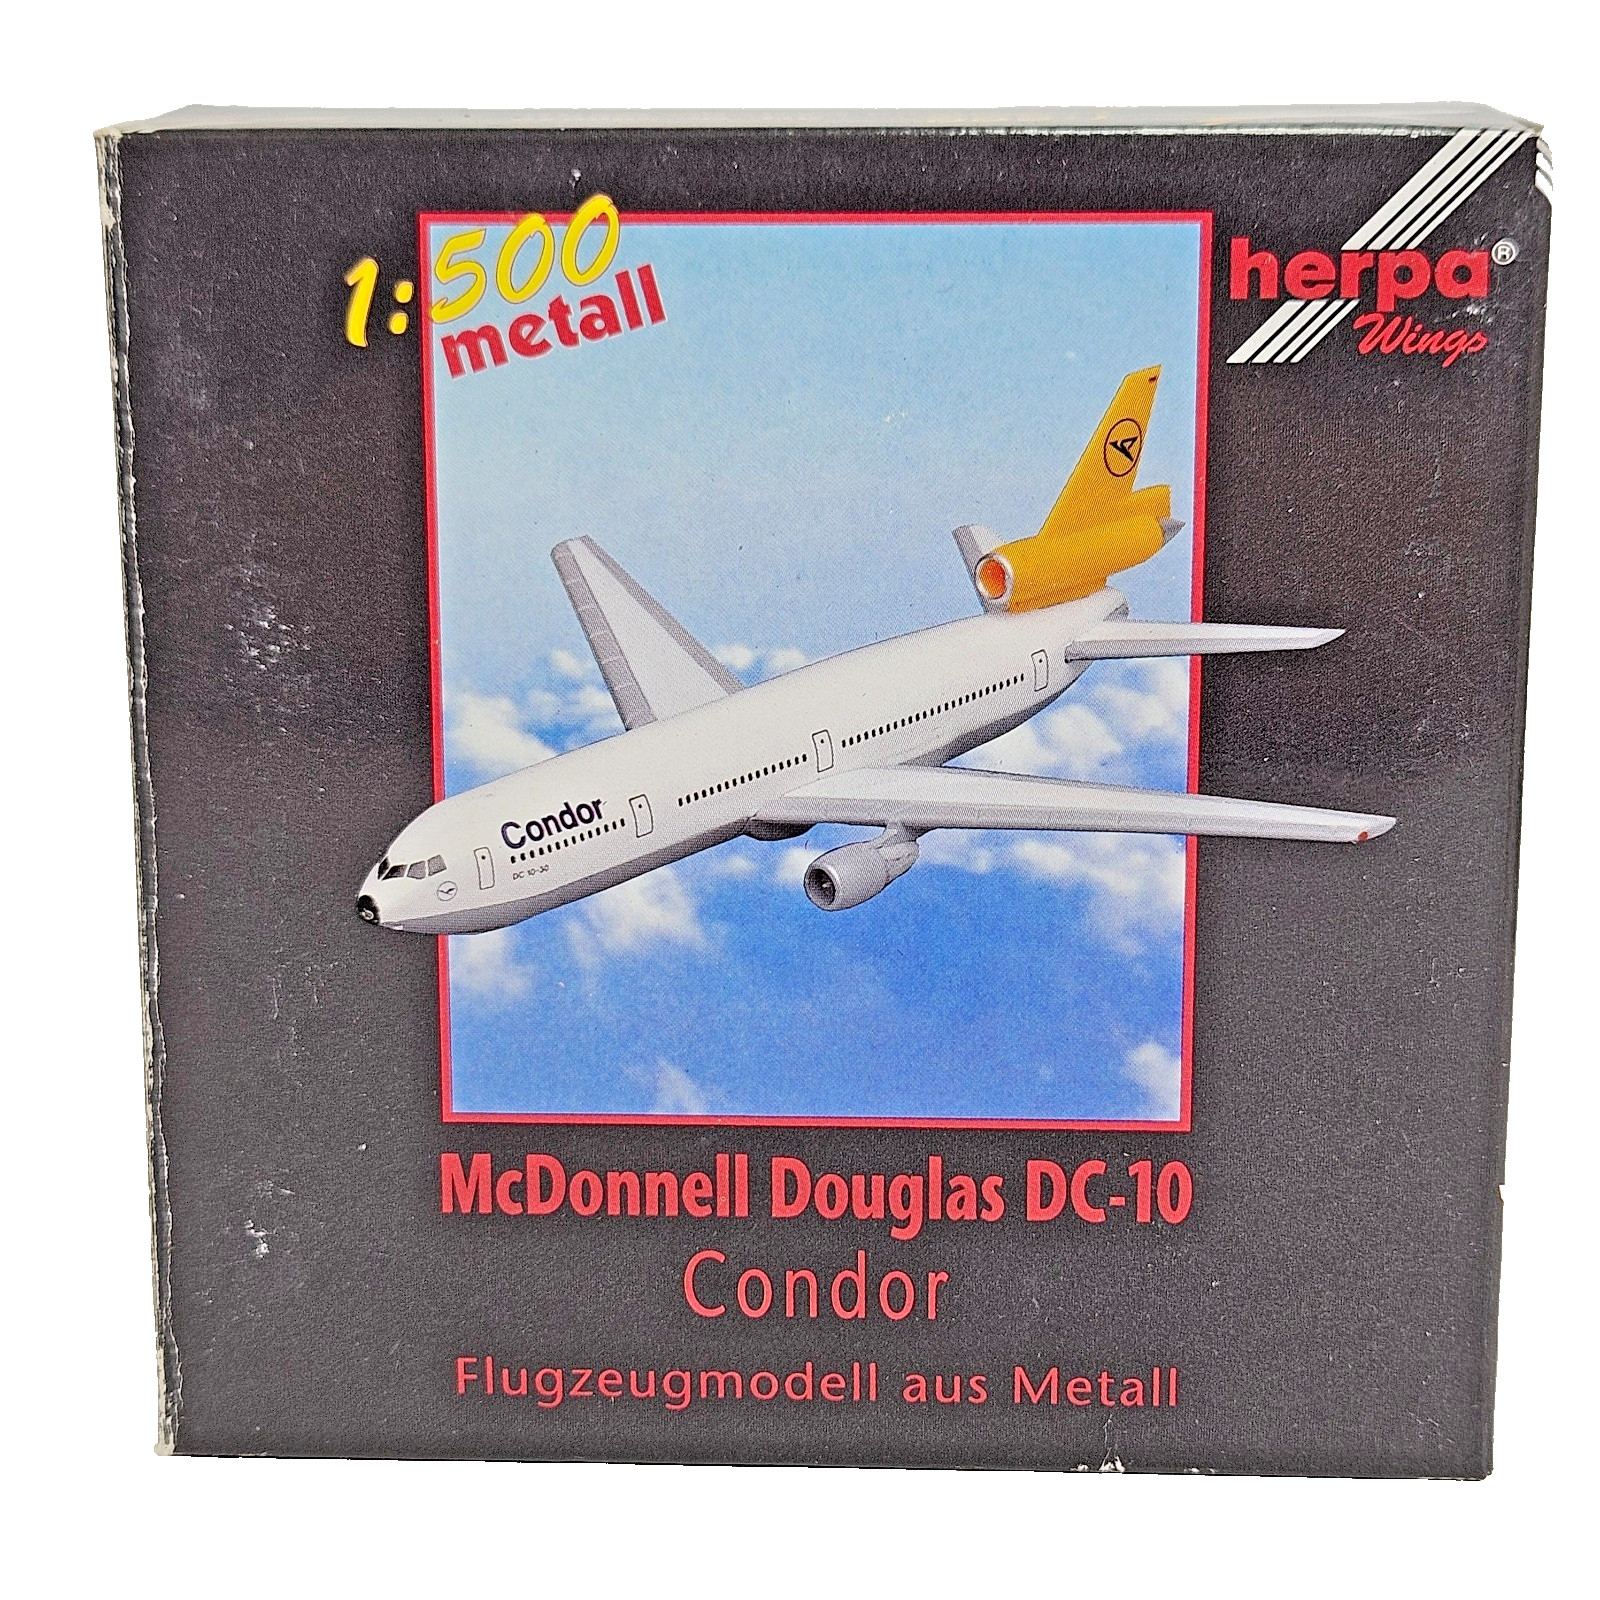 1:500
metall
herpa®
Wings
Condor
DC 10-30
McDonnell Douglas DC-10
Condor
Flugzeugmodell aus Metall